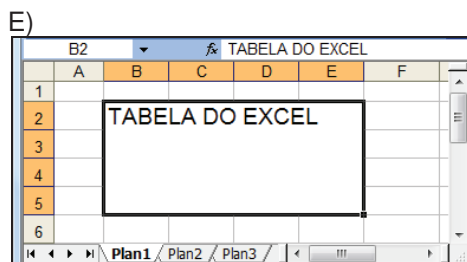 E)
B2 fx TABELA DO EXCEL
A B C D E F
1
2 TABELA DO EXCEL
3
4
5
6
Plan1 Plan2 Plan3